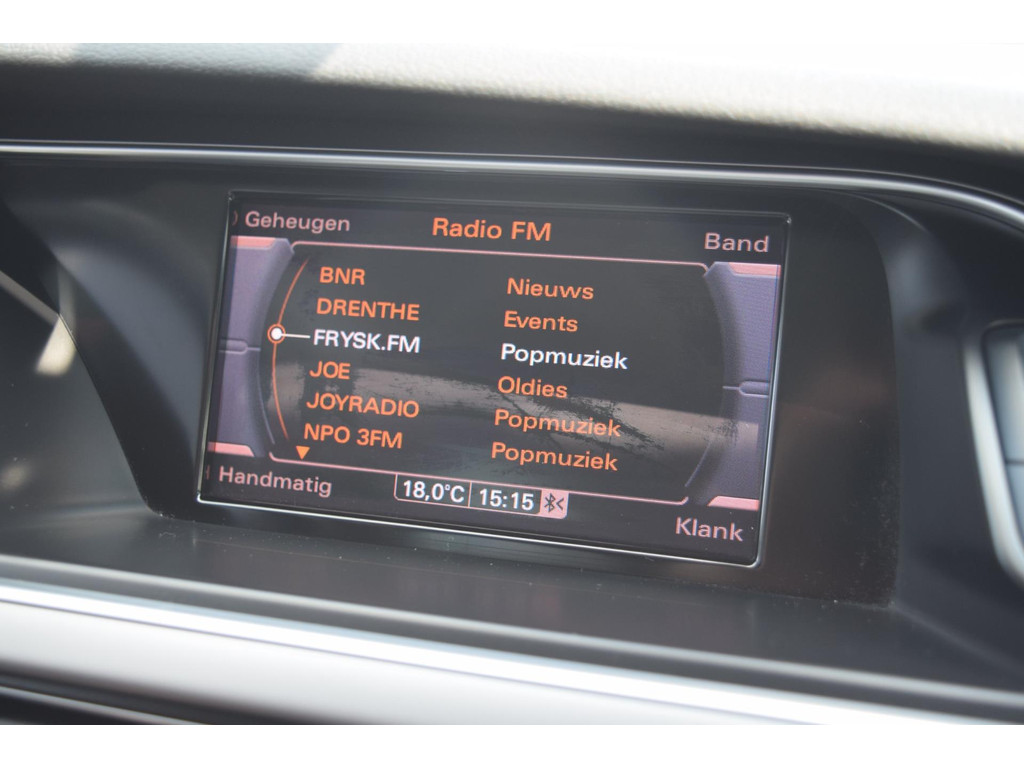 Geheugen Radio FM Band
BNR Nieuws
DRENTHE Events
FRYSK.FM Popmuziek
JOE Oldies
JOYRADIO Popmuziek
NPO 3FM Popmuziek
Handmatig 18,0°C 15:15 Klank